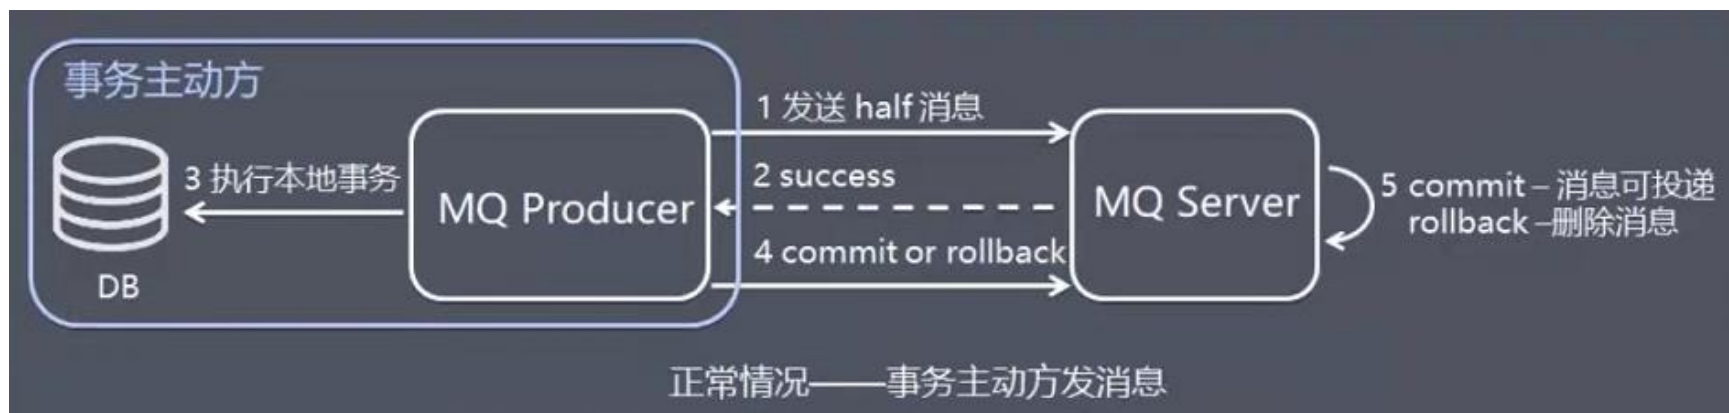 事务主动方
1 发送 half 消息
3 执行本地事务
2 success
MQ Producer
MQ Server
5 commit – 消息可投递
rollback –删除消息
4 commit or rollback
DB
正常情况——事务主动方发消息